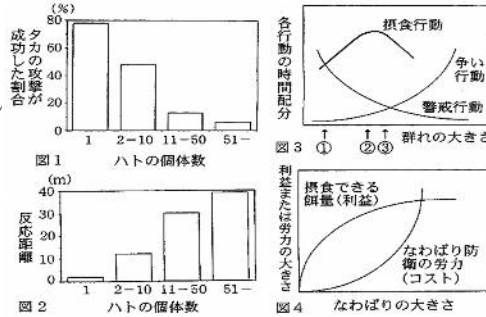 (%)
タカの攻撃が
成功した割合
80
60
40
20
0
1 2-10 11-50 51-
図1 ハトの個体数
(m)
反応距離
40
30
20
10
0
1 2-10 11-50 51-
図2 ハトの個体数
各行動の時間配分
摂食行動
争い
行動
警戒行動
図3 ① ② ③ 群れの大きさ
利益または労力の大きさ
摂食できる
餌量(利益)
なわばり防
衛の労力
(コスト)
図4 なわばりの大きさ